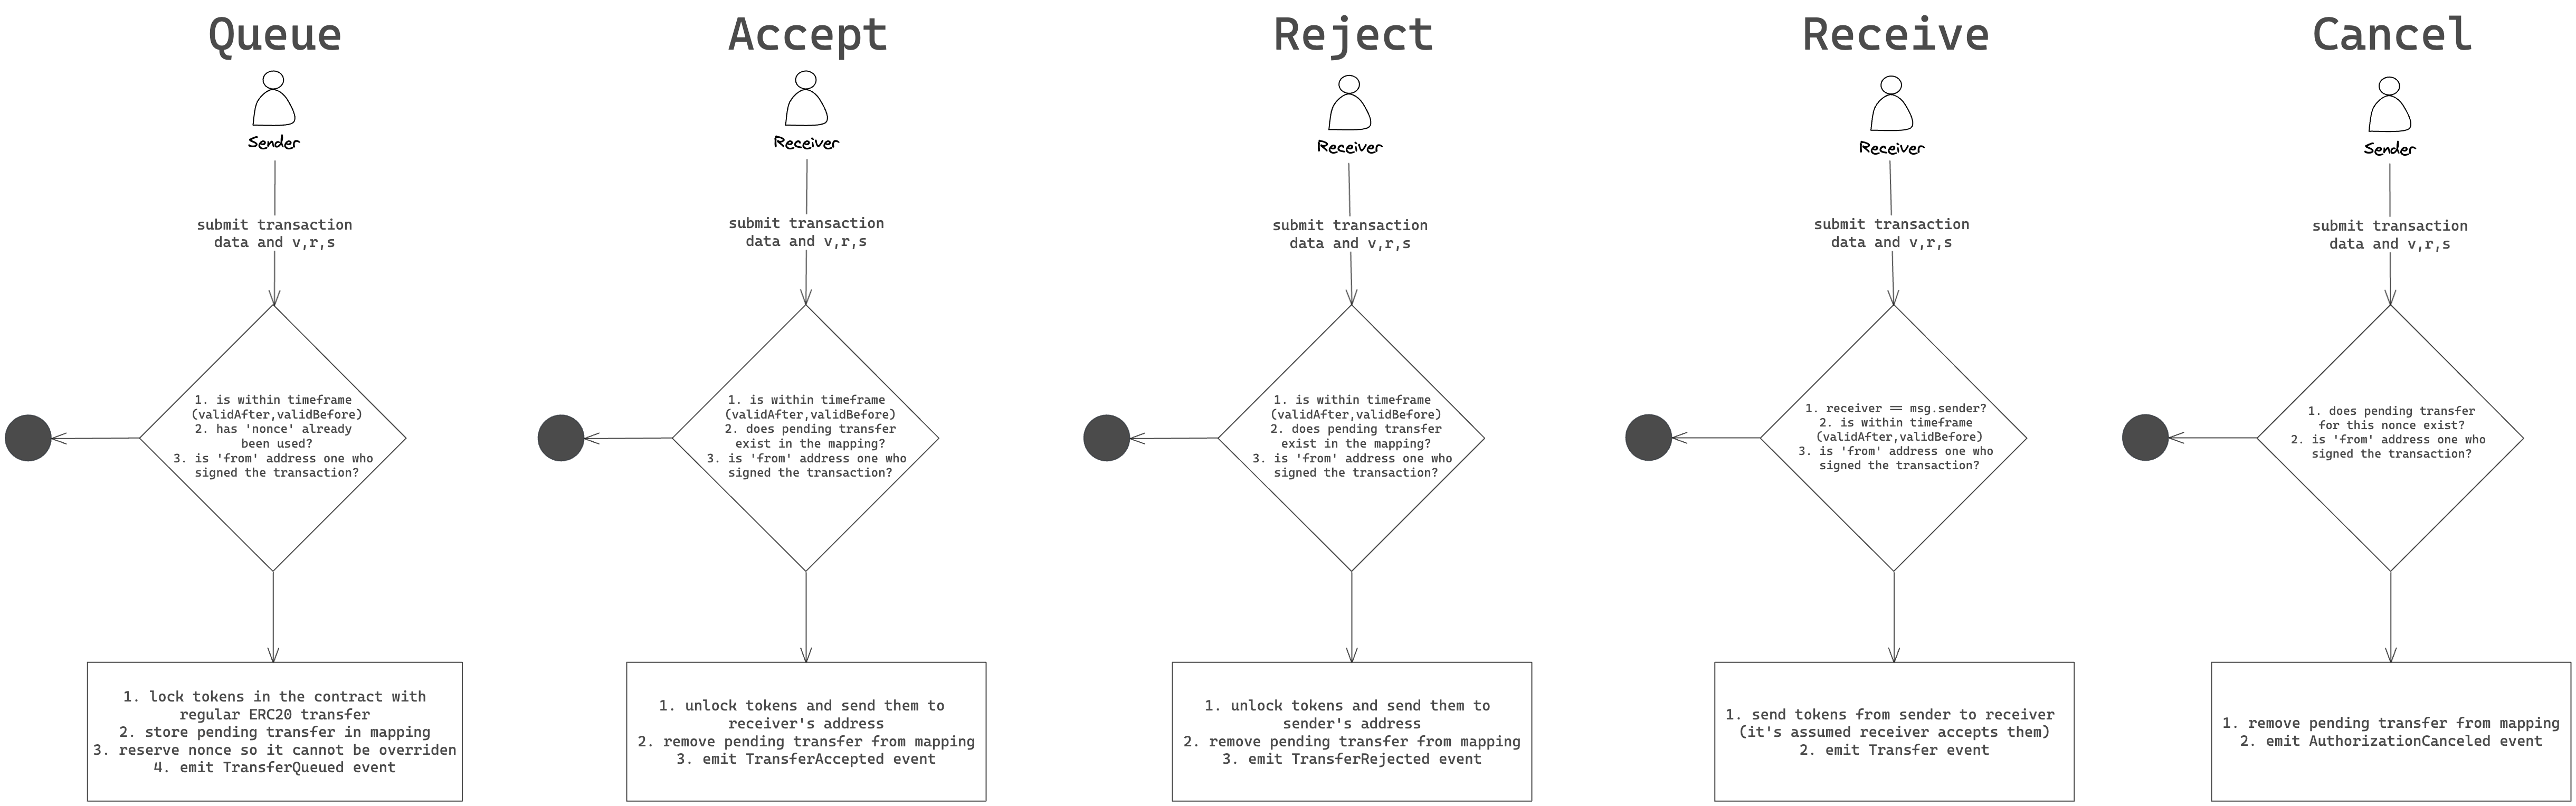 Queue
Sender
submit transaction
data and v,r,s
1. is within timeframe
(validAfter,validBefore)
2. has 'nonce' already
been used?
3. is 'from' address one who
signed the transaction?
1. lock tokens in the contract with
regular ERC20 transfer
2. store pending transfer in mapping
3. reserve nonce so it cannot be overriden
4. emit TransferQueued event
Accept
Receiver
submit transaction
data and v,r,s
1. is within timeframe
(validAfter,validBefore)
2. does pending transfer
exist in the mapping?
3. is 'from' address one who
signed the transaction?
1. unlock tokens and send them to
receiver's address
2. remove pending transfer from mapping
3. emit TransferAccepted event
Reject
Receiver
submit transaction
data and v,r,s
1. is within timeframe
(validAfter,validBefore)
2. does pending transfer
exist in the mapping?
3. is 'from' address one who
signed the transaction?
1. unlock tokens and send them to
sender's address
2. remove pending transfer from mapping
3. emit TransferRejected event
Receive
Receiver
submit transaction
data and v,r,s
1. receiver == msg.sender?
2. is within timeframe
(validAfter,validBefore)
3. is 'from' address one who
signed the transaction?
1. send tokens from sender to receiver
(it's assumed receiver accepts them)
2. emit Transfer event
Cancel
Sender
submit transaction
data and v,r,s
1. does pending transfer
for this nonce exist?
2. is 'from' address one who
signed the transaction?
1. remove pending transfer from mapping
2. emit AuthorizationCanceled event